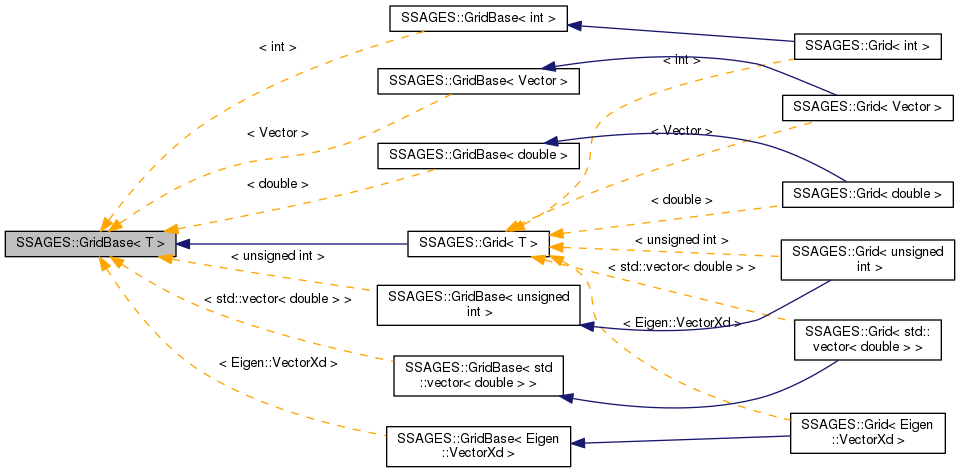 SSAGES::GridBase< int >
< int >
SSAGES::Grid< int >
< int >
SSAGES::GridBase< Vector >
SSAGES::Grid< Vector >
< Vector >
< Vector >
SSAGES::GridBase< double >
< double >
SSAGES::Grid< double >
< double >
SSAGES::GridBase< T >
SSAGES::Grid< T >
< unsigned int >
SSAGES::Grid< unsigned
int >
< unsigned int >
< std::vector< double > >
< std::vector< double > >
SSAGES::GridBase< unsigned
int >
< Eigen::VectorXd >
SSAGES::Grid< std::
vector< double > >
< Eigen::VectorXd >
SSAGES::GridBase< std
::vector< double > >
SSAGES::Grid< Eigen
::VectorXd >
SSAGES::GridBase< Eigen
::VectorXd >